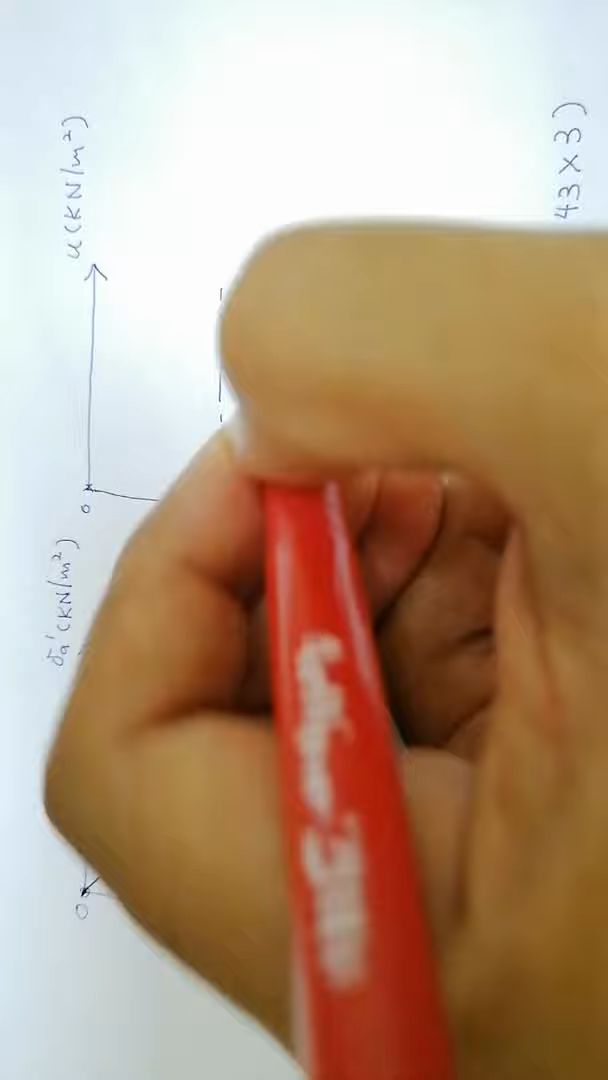 σa' (KN/m²)
u (KN/m²)
0
0
43 x 3)